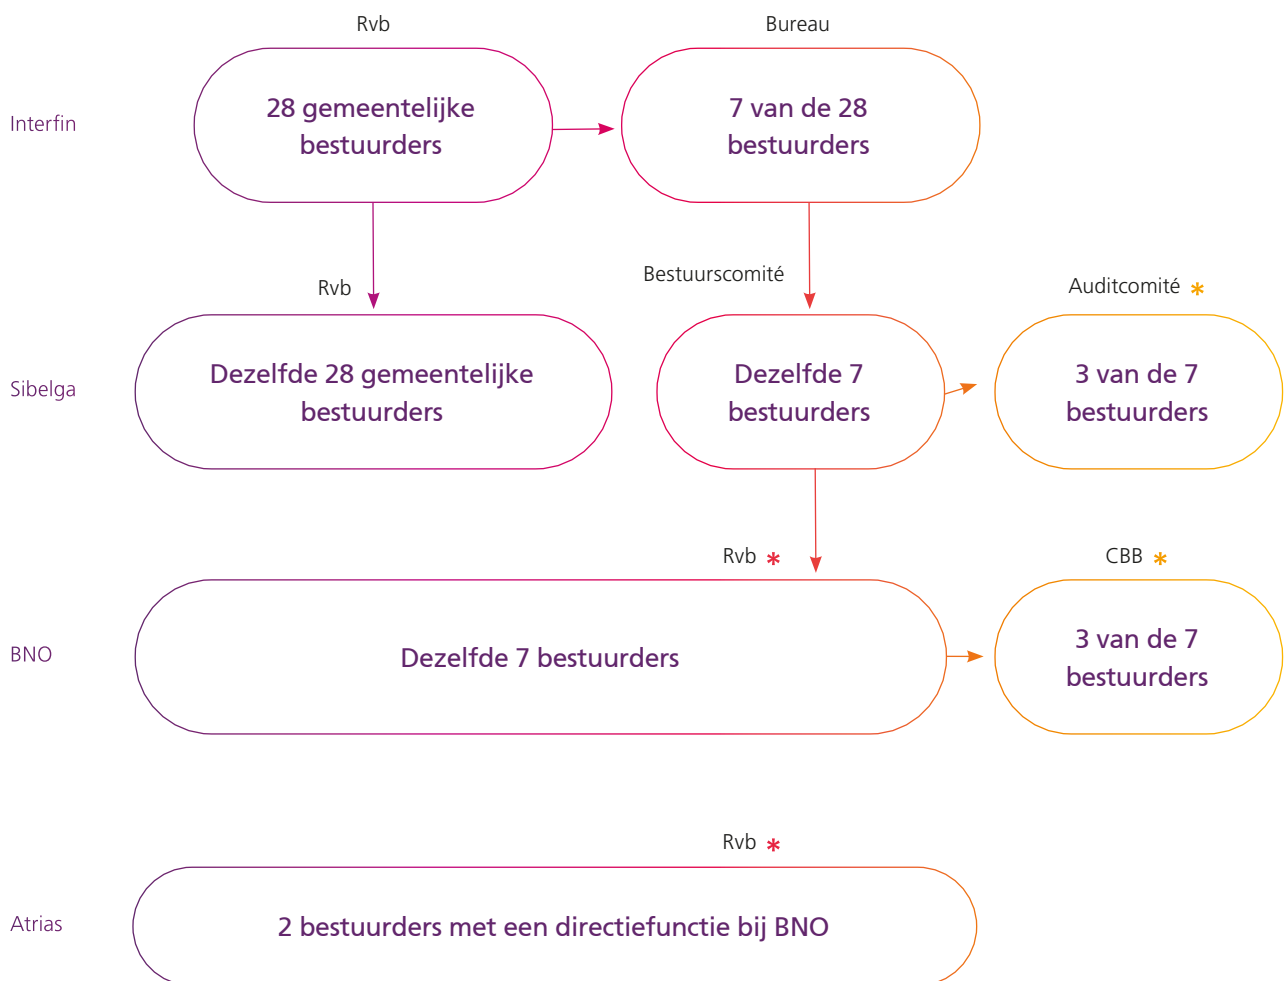 Rvb
Bureau
Interfin
28 gemeentelijke
bestuurders
7 van de 28
bestuurders
Rvb
Bestuurscomité
Auditcomité *
Sibelga
Dezelfde 28 gemeentelijke
bestuurders
Dezelfde 7
bestuurders
3 van de 7
bestuurders
Rvb *
CBB *
BNO
Dezelfde 7 bestuurders
3 van de 7
bestuurders
Rvb *
Atrias
2 bestuurders met een directiefunctie bij BNO